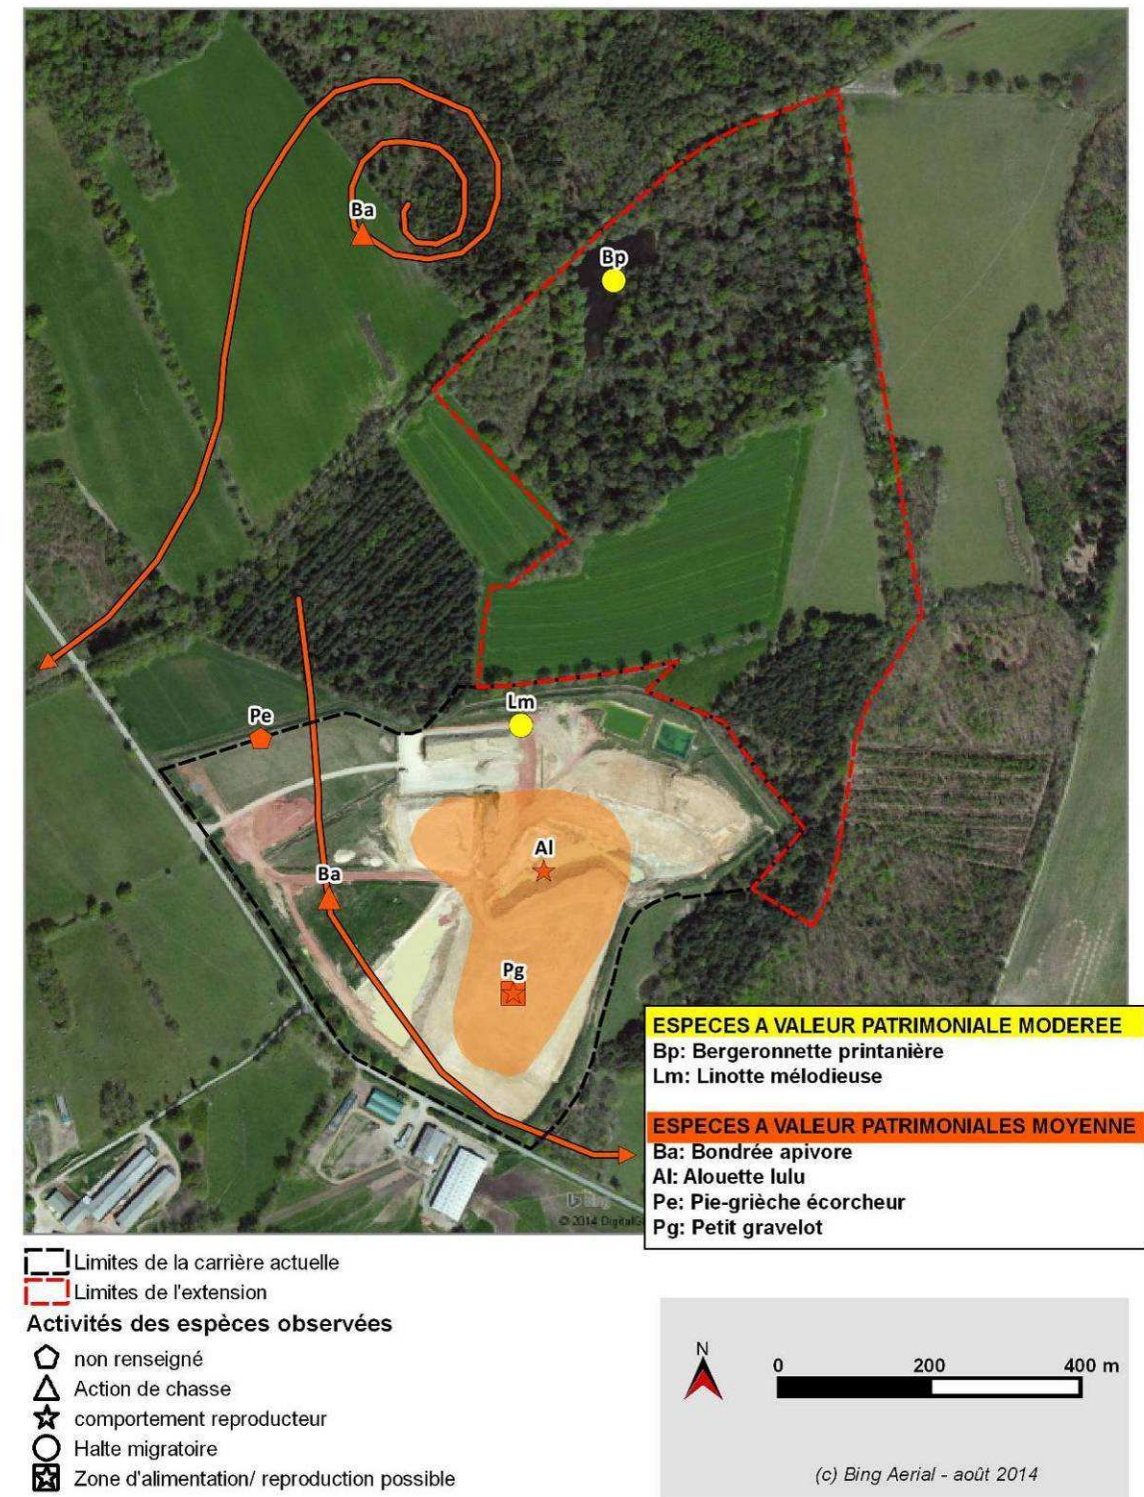 Ba
Bp
Pe
Lm
Al
Ba
Pg
ESPECES A VALEUR PATRIMONIALE MODEREE
Bp: Bergeronnette printanière
Lm: Linotte mélodieuse
ESPECES A VALEUR PATRIMONIALES MOYENNE
Ba: Bondrée apivore
Al: Alouette lulu
Pe: Pie-grièche écorcheur
Pg: Petit gravelot
© 2014
Limites de la carrière actuelle
Limites de l'extension
Activités des espèces observées
non renseigné
Action de chasse
comportement reproducteur
Halte migratoire
Zone d'alimentation/ reproduction possible
N
0 200 400 m
(c) Bing Aerial - août 2014